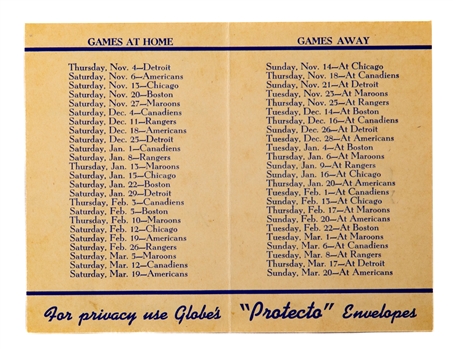 GAMES AT HOME
Thursday, Nov. 4—Detroit
Saturday, Nov. 6—Americans
Saturday, Nov. 13—Chicago
Saturday, Nov. 20—Boston
Saturday, Nov. 27—Maroons
Saturday, Dec. 4—Canadiens
Saturday, Dec. 11—Rangers
Saturday, Dec. 18—Americans
Saturday, Dec. 25—Detroit
Saturday, Jan. 1—Canadiens
Saturday, Jan. 8—Rangers
Thursday, Jan. 13—Maroons
Saturday, Jan. 15—Chicago
Saturday, Jan. 22—Boston
Saturday, Jan. 29—Detroit
Thursday, Feb. 3—Canadiens
Saturday, Feb. 5—Boston
Thursday, Feb. 10—Maroons
Saturday, Feb. 12—Chicago
Saturday, Feb. 19—Americans
Saturday, Feb. 26—Rangers
Saturday, Mar. 5—Maroons
Saturday, Mar. 12—Canadiens
Saturday, Mar. 19—Americans
GAMES AWAY
Sunday, Nov. 14—At Chicago
Thursday, Nov. 18—At Canadiens
Sunday, Nov. 21—At Detroit
Tuesday, Nov. 23—At Maroons
Thursday, Nov. 25—At Rangers
Tuesday, Dec. 14—At Boston
Thursday, Dec. 16—At Canadiens
Sunday, Dec. 26—At Detroit
Tuesday, Dec. 28—At Americans
Tuesday, Jan. 4—At Boston
Thursday, Jan. 6—At Maroons
Sunday, Jan. 9—At Rangers
Sunday, Jan. 16—At Chicago
Thursday, Jan. 20—At Americans
Tuesday, Feb. 1—At Canadiens
Sunday, Feb. 13—At Chicago
Thursday, Feb. 17—At Maroons
Sunday, Feb. 20—At Americans
Tuesday, Feb. 22—At Boston
Tuesday, Mar. 1—At Maroons
Sunday, Mar. 6—At Canadiens
Tuesday, Mar. 8—At Rangers
Thursday, Mar. 17—At Detroit
Sunday, Mar. 20—At Americans
For privacy use Globe's "Protecto" Envelopes